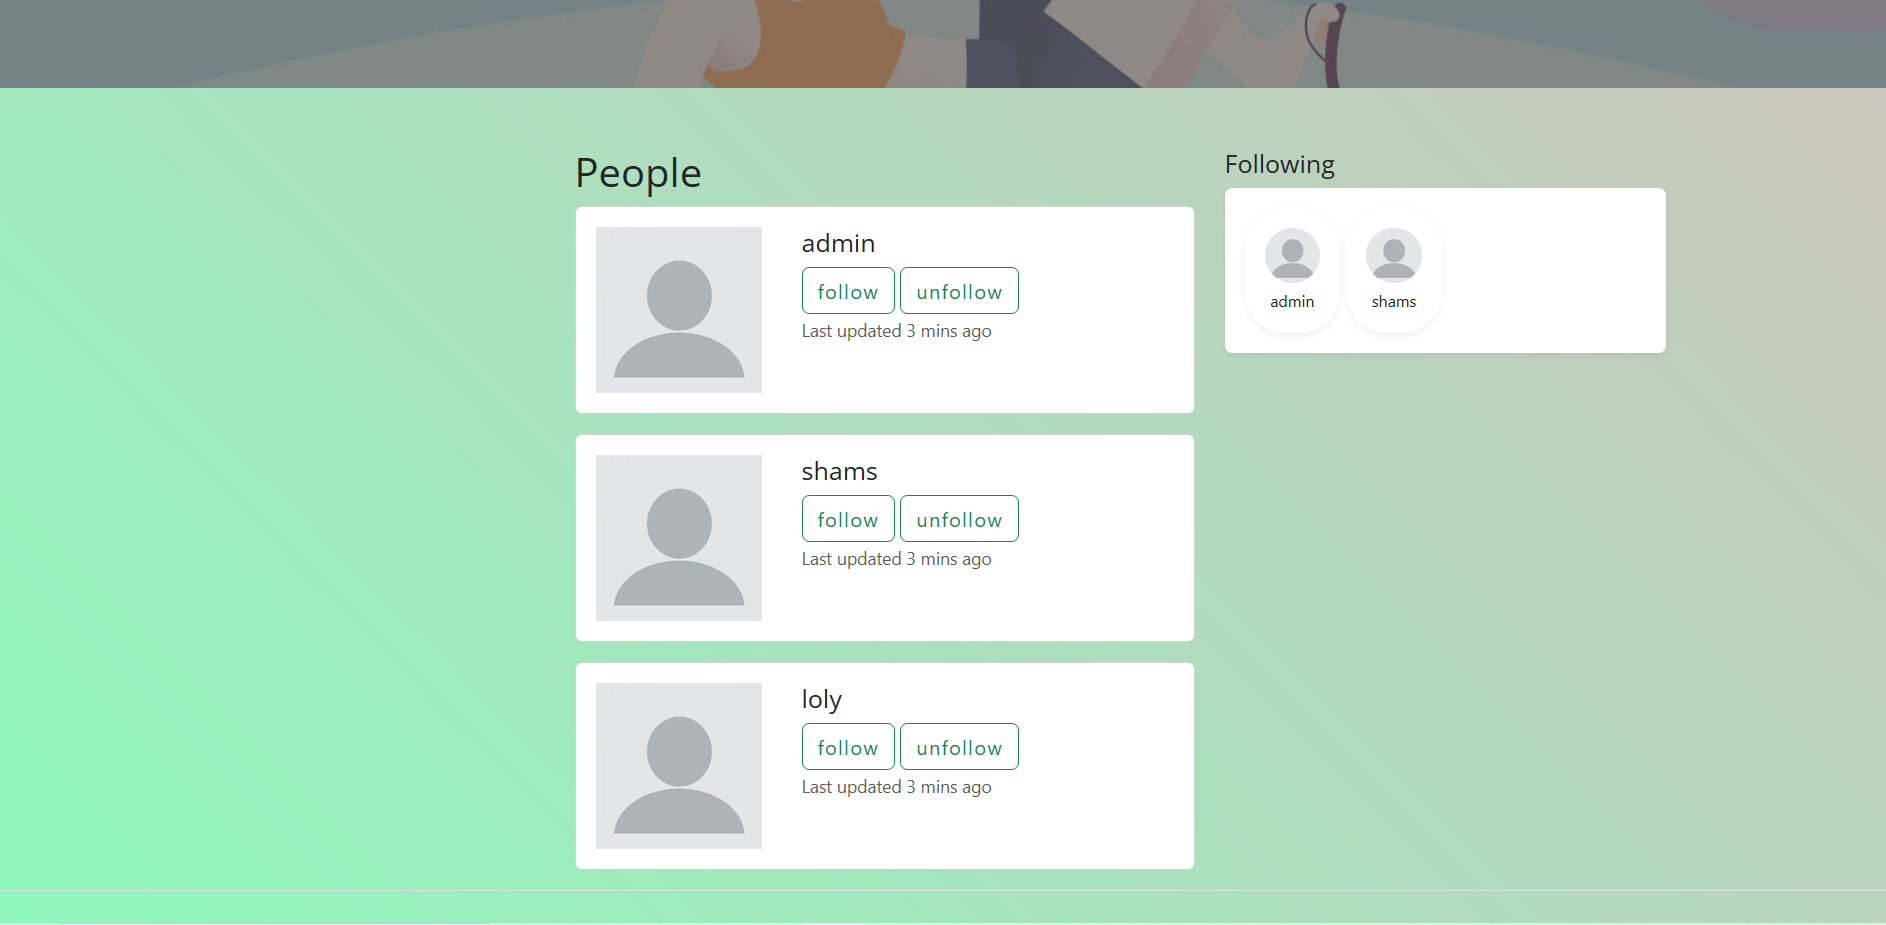 People
admin
follow unfollow
Last updated 3 mins ago
shams
follow unfollow
Last updated 3 mins ago
loly
follow unfollow
Last updated 3 mins ago
Following
admin shams